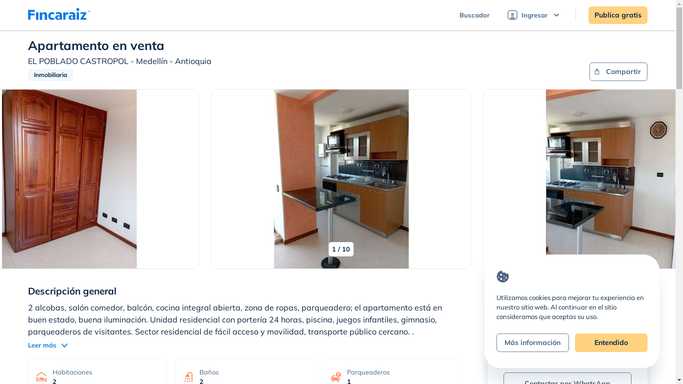 Fincaraiz
Buscador
Ingresar
Publica gratis
Apartamento en venta
EL POBLADO CASTROPOL - Medellín - Antioquia
Inmobiliaria
Compartir
1 / 10
Descripción general
2 alcobas, salón comedor, balcón, cocina integral abierta, zona de ropas, parqueadero; el apartamento está en
buen estado, buena iluminación. Unidad residencial con portería 24 horas, piscina, juegos infantiles, gimnasio,
parqueaderos de visitantes. Sector residencial de fácil acceso y movilidad, transporte público cercano. .
Leer más
Habitaciones
2
Baños
2
Parqueaderos
1
Utilizamos cookies para mejorar tu experiencia en
nuestro sitio web. Al continuar en el sitio
consideramos que aceptas su uso.
Más información
Entendido
Contactar por WhatsApp